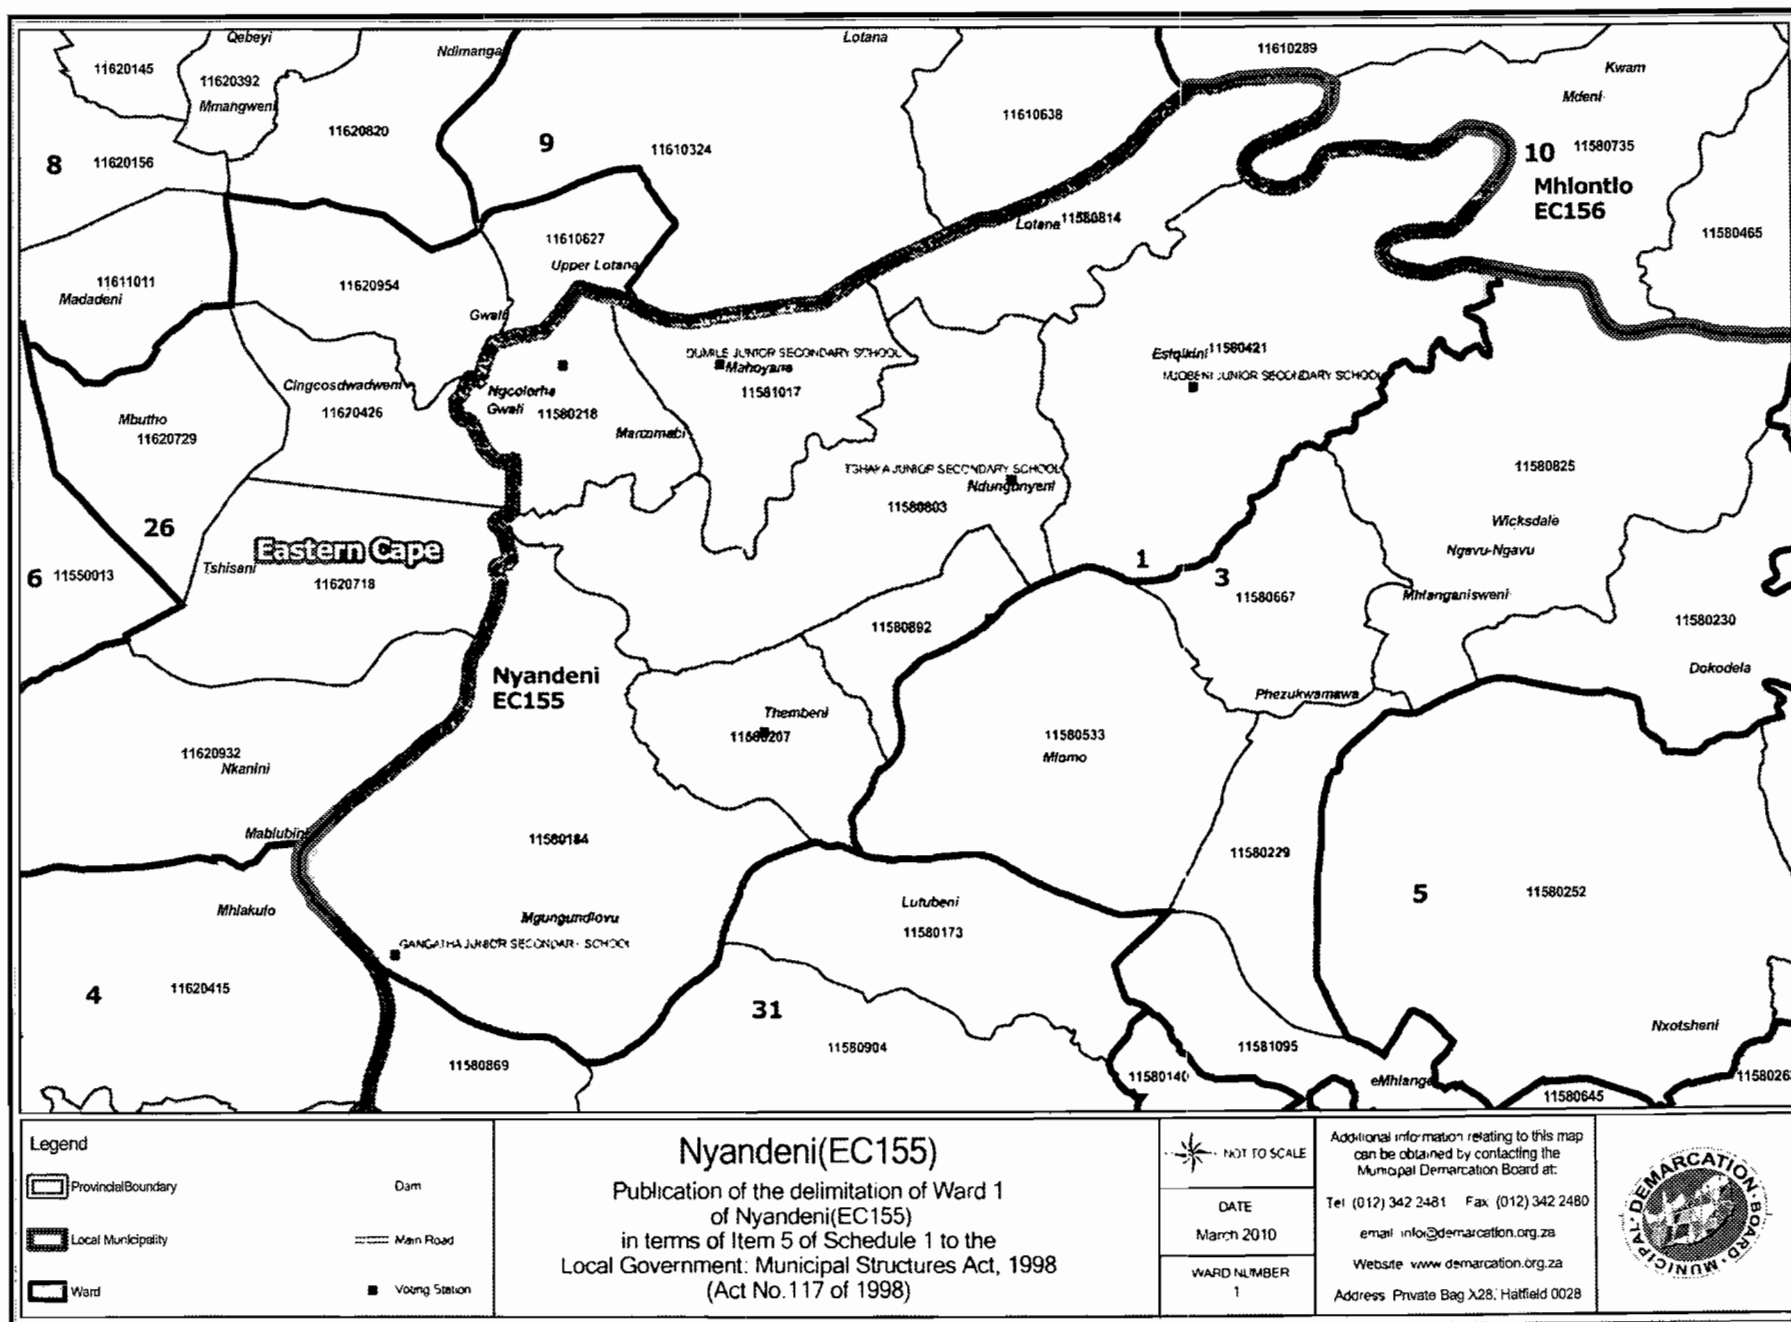 Qebeyi
Ndimanga
Lotana
11610289
Kwam
11620145
11620392
Mmangweni
Mdeni
11620820
11610638
9
11610324
10
11580735
8
11620156
Mhlontlo
EC156
11580814
Lotana
11580465
11610627
Upper Lotana
11611011
Madadeni
11620954
Gwali
DUMILE JUNIOR SECONDARY SCHOOL
Mahoyana
11581017
11580421
JUNIOR SECONDARY SCHOOL
Cingcosdwadweni
11620426
Ngcolorha
Gwali
11580218
Mbutho
11620729
Manzimabi
TSHAKA JUNIOR SECONDARY SCHOOL
Ndungunyeni
11580803
11580825
Wicksdale
Ngavu-Ngavu
26
Eastern Cape
Tshisani
11620718
6
11550013
1
3
11580667
Mhlanganisweni
11580892
11580230
Dokodela
Nyandeni
EC155
Phezukwamawa
Thembeni
11580207
11580533
Mlomo
11620932
Nkanini
Mablubini
11580184
11580229
5
11580252
Mhlakulo
Mgungundlovu
GANGATHA JUNIOR SECONDARY SCHOOL
Lutubeni
11580173
4
11620415
31
Nxotsheni
11580904
11581095
11580869
11580140
eMhlange
11580645
Legend
ProvincialBoundary
Dam
Local Municipality
Main Road
Ward
Voting Station
Nyandeni(EC155)
Publication of the delimitation of Ward 1
of Nyandeni(EC155)
in terms of Item 5 of Schedule 1 to the
Local Government: Municipal Structures Act, 1998
(Act No.117 of 1998)
NOT TO SCALE
DATE
March 2010
WARD NUMBER
1
Additional information relating to this map
can be obtained by contacting the
Municipal Demarcation Board at:
Tel (012) 342 2481 Fax (012) 342 2480
email info@demarcation.org.za
Website www demarcation.org.za
Address Private Bag X28, Hatfield 0028
MUNICIPAL DEMARCATION BOARD